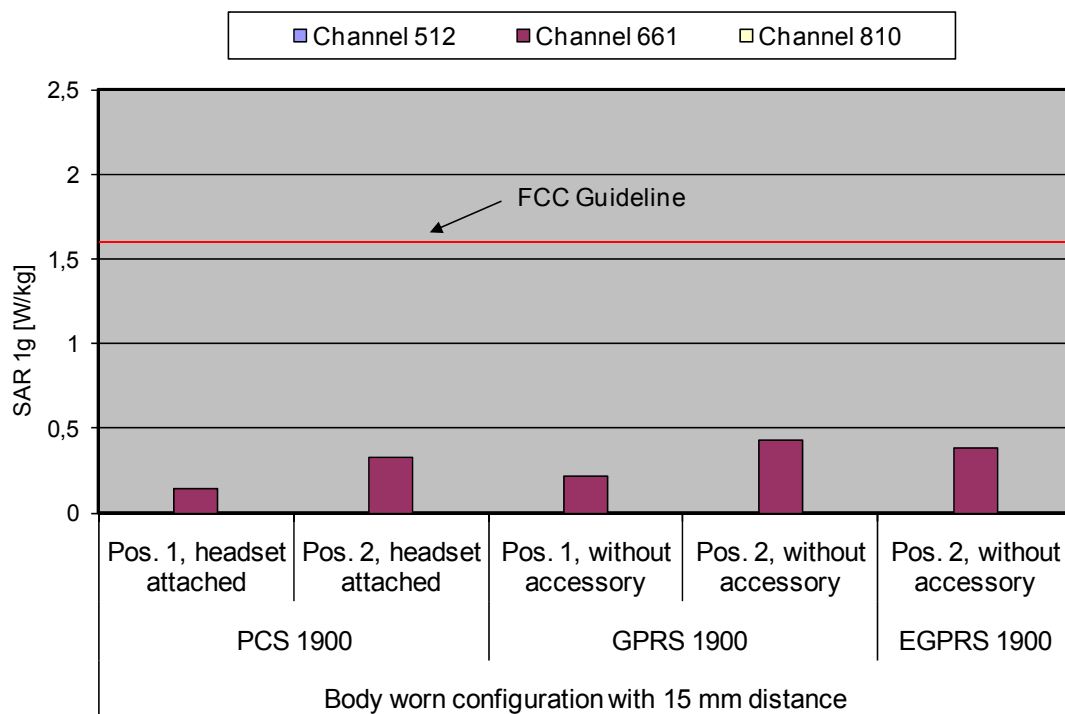 Channel 512 Channel 661 Channel 810
2,5
2
FCC Guideline
1,5
1
0,5
0
SAR 1g [W/kg]
Pos. 1, headset attached
Pos. 2, headset attached
Pos. 1, without accessory
Pos. 2, without accessory
Pos. 2, without accessory
PCS 1900 GPRS 1900 EGPRS 1900
Body worn configuration with 15 mm distance